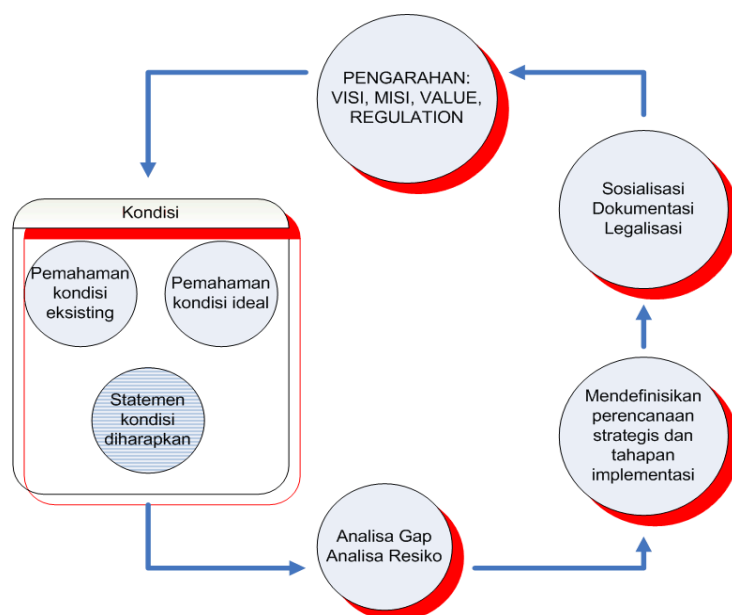 PENGARAHAN:
VISI, MISI, VALUE,
REGULATION
Kondisi
Pemahaman
kondisi
eksisting
Pemahaman
kondisi ideal
Statemen
kondisi
diharapkan
Analisa Gap
Analisa Resiko
Mendefinisikan
perencanaan
strategis dan
tahapan
implementasi
Sosialisasi
Dokumentasi
Legalisasi